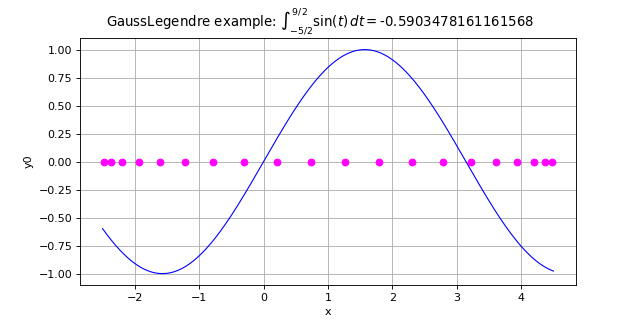 GaussLegendre example: ∫_{-5/2}^{9/2} sin(t) dt = -0.5903478161161568
1.00
0.75
0.50
0.25
0.00
−0.25
−0.50
−0.75
−1.00
y0
−2 −1 0 1 2 3 4
x